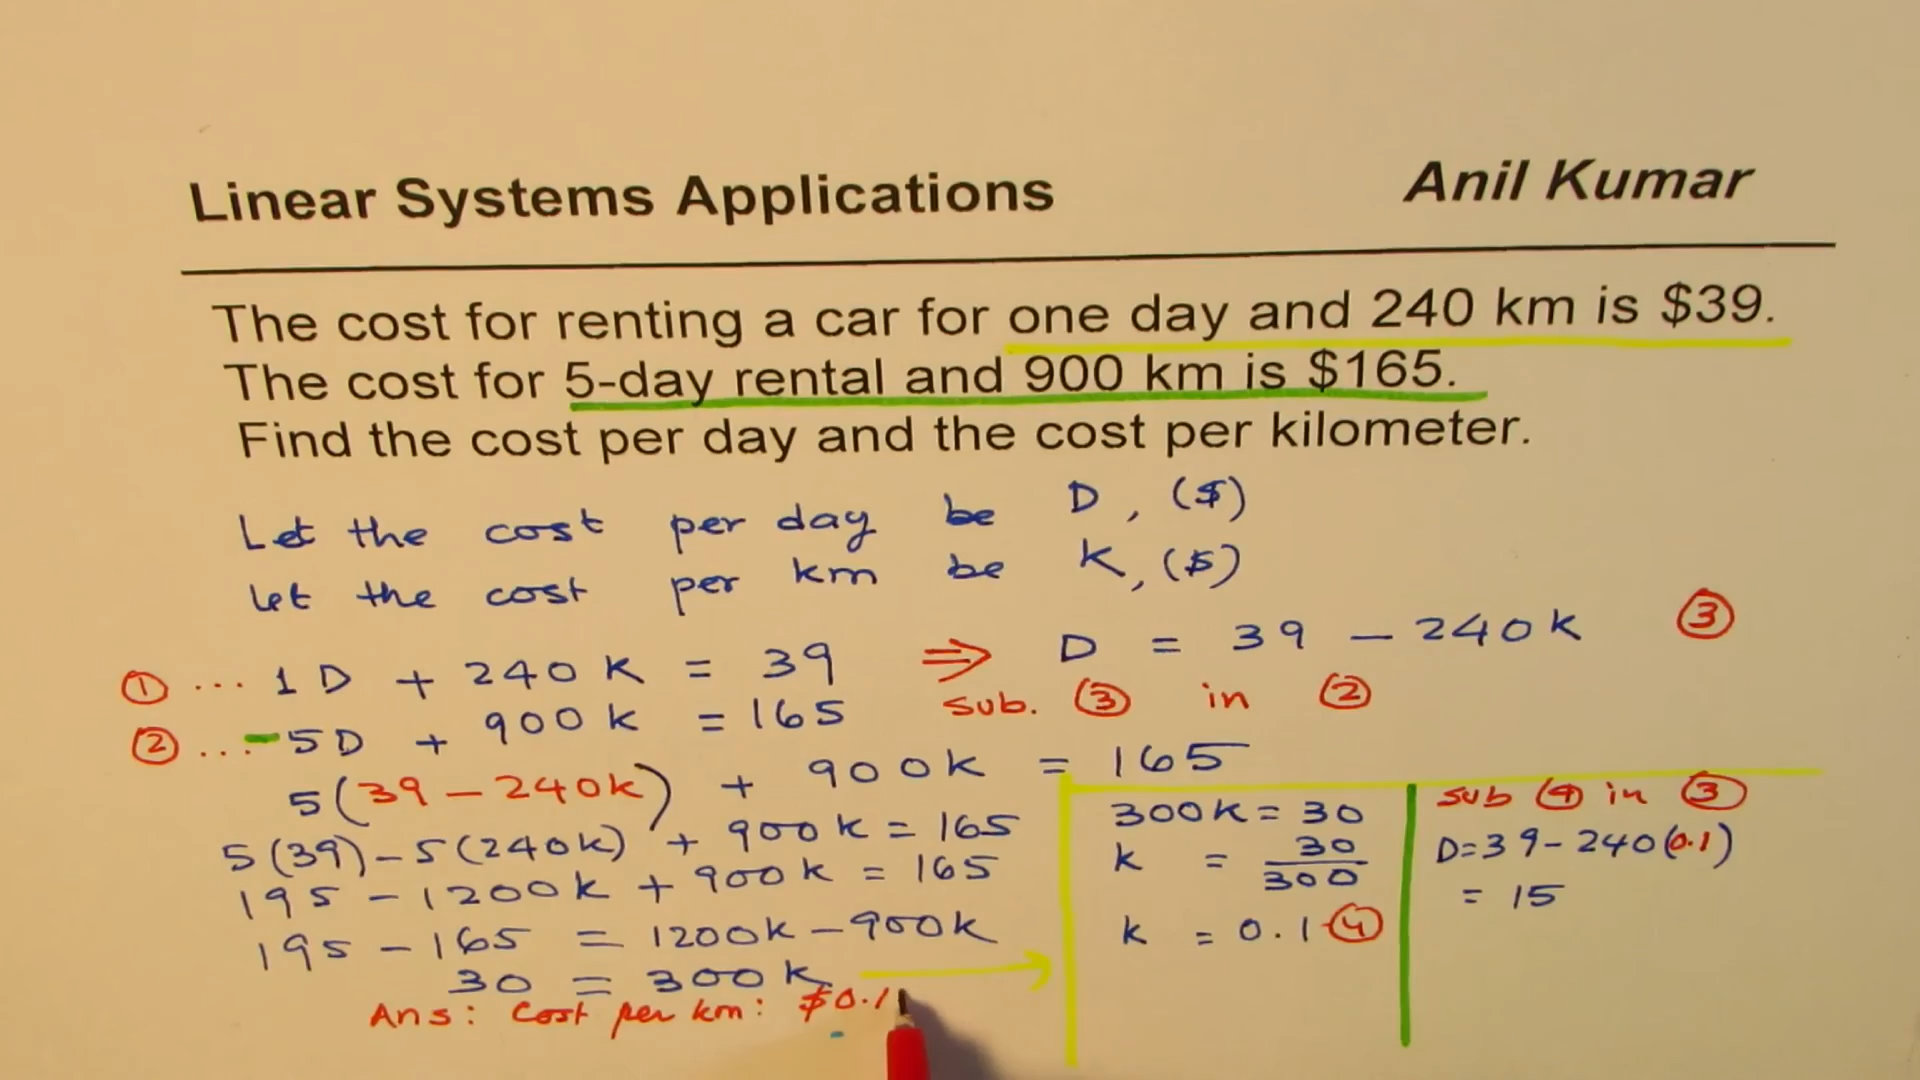 Linear Systems Applications Anil Kumar
The cost for renting a car for one day and 240 km is $39.
The cost for 5-day rental and 900 km is $165.
Find the cost per day and the cost per kilometer.
Let the cost per day be D, ($)
Let the cost per km be K, ($)
① ... 1D + 240K = 39 ⇒ D = 39 - 240K ③
② ... 5D + 900K = 165 Sub. ③ in ②
5(39 - 240K) + 900K = 165
5(39) - 5(240K) + 900K = 165
195 - 1200K + 900K = 165
195 - 165 = 1200K - 900K
30 = 300K
Ans: Cost per km: $0.1
300K = 30
K = 30/300
K = 0.1 ④
Sub ④ in ③
D = 39 - 240(0.1)
= 15